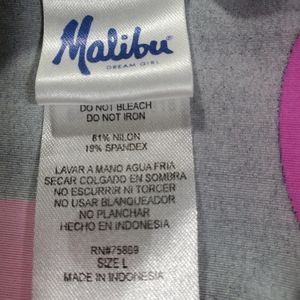 Malibu
DREAM GIRL
DO NOT BLEACH
DO NOT IRON
81% NILON
19% SPANDEX
LAVAR A MANO AGUA FRIA
SECAR COLGADO EN SOMBRA
NO ESCURRIR NI TORCER
NO USAR BLANQUEADOR
NO PLANCHAR
HECHO EN INDONESIA
RN#75869
SIZE L
MADE IN INDONESIA